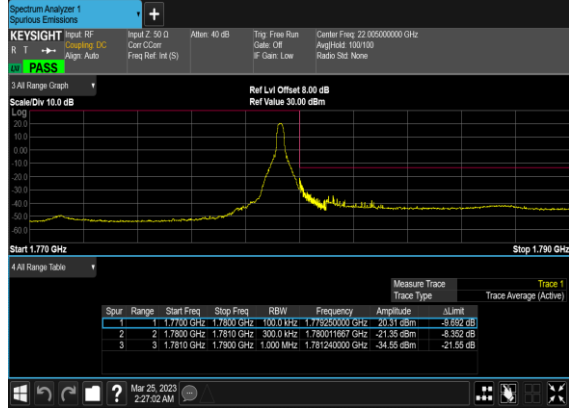 Spectrum Analyzer 1
Spurious Emissions
+
KEYSIGHT Input: RF Input Z: 50 Ω Atten: 40 dB Trig: Free Run Center Freq: 22.005000000 GHz
R T Coupling: DC Corr CCorr Gate: Off Avg|Hold: 100/100
Align: Auto Freq Ref: Int (S) IF Gain: Low Radio Std: None
PASS
3 All Range Graph
Ref Lvl Offset 8.00 dB
Scale/Div 10.0 dB Ref Value 30.00 dBm
Log
20.0
10.0
0.00
-10.0
-20.0
-30.0
-40.0
-50.0
-60.0
Start 1.770 GHz Stop 1.790 GHz
4 All Range Table
Measure Trace Trace 1
Trace Type Trace Average (Active)
Spur Range Start Freq Stop Freq RBW Frequency Amplitude ΔLimit
1 1 1.7700 GHz 1.7800 GHz 100.0 kHz 1.779250000 GHz 20.31 dBm -9.692 dB
2 2 1.7800 GHz 1.7810 GHz 300.0 kHz 1.780011667 GHz -21.35 dBm -8.352 dB
3 3 1.7810 GHz 1.7900 GHz 1.000 MHz 1.781240000 GHz -34.55 dBm -21.55 dB
? Mar 25, 2023
2:27:02 AM